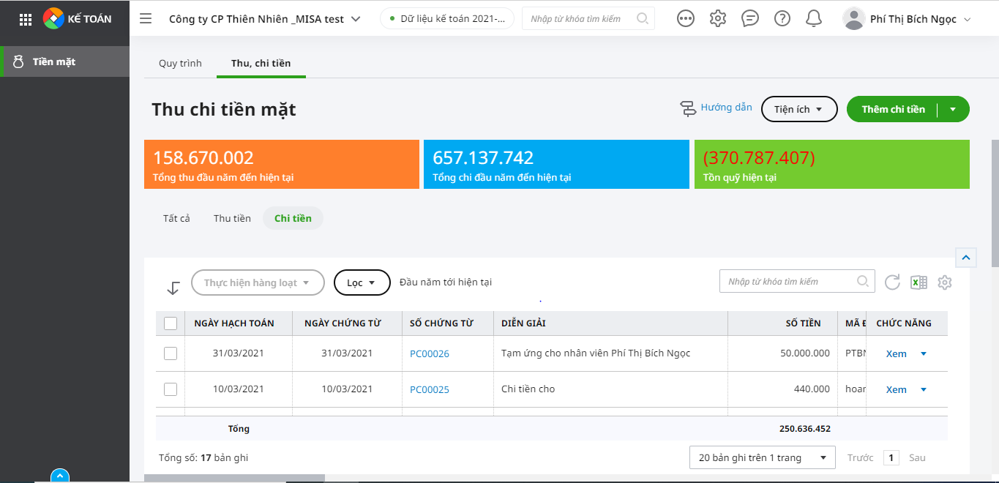 KẾ TOÁN
Công ty CP Thiên Nhiên _MISA test
Dữ liệu kế toán 2021-...
Nhập từ khóa tìm kiếm
Phí Thị Bích Ngọc
Tiền mặt
Quy trình
Thu, chi tiền
Thu chi tiền mặt
Hướng dẫn
Tiện ích
Thêm chi tiền
158.670.002
Tổng thu đầu năm đến hiện tại
657.137.742
Tổng chi đầu năm đến hiện tại
(370.787.407)
Tồn quỹ hiện tại
Tất cả
Thu tiền
Chi tiền
Thực hiện hàng loạt
Lọc
Đầu năm tới hiện tại
Nhập từ khóa tìm kiếm
NGÀY HẠCH TOÁN NGÀY CHỨNG TỪ SỐ CHỨNG TỪ DIỄN GIẢI SỐ TIỀN MÃ CHỨC NĂNG
31/03/2021 31/03/2021 PC00026 Tạm ứng cho nhân viên Phí Thị Bích Ngọc 50.000.000 PTBN Xem
10/03/2021 10/03/2021 PC00025 Chi tiền cho 440.000 hoan Xem
Tổng 250.636.452
Tổng số: 17 bản ghi
20 bản ghi trên 1 trang
Trước 1 Sau